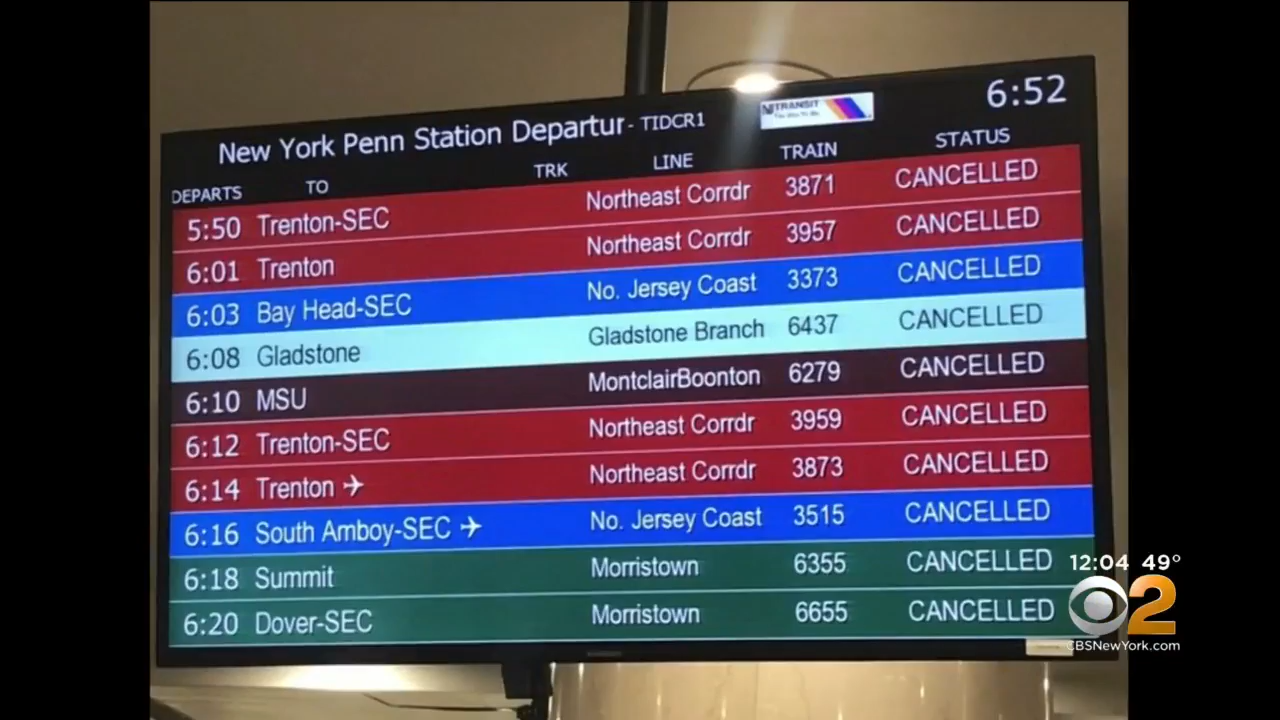 6:52
New York Penn Station Departur - TIDCR1
NJ TRANSIT
DEPARTS TO TRK LINE TRAIN STATUS
5:50 Trenton-SEC Northeast Corrdr 3871 CANCELLED
6:01 Trenton Northeast Corrdr 3957 CANCELLED
6:03 Bay Head-SEC No. Jersey Coast 3373 CANCELLED
6:08 Gladstone Gladstone Branch 6437 CANCELLED
6:10 MSU MontclairBoonton 6279 CANCELLED
6:12 Trenton-SEC Northeast Corrdr 3959 CANCELLED
6:14 Trenton Northeast Corrdr 3873 CANCELLED
6:16 South Amboy-SEC No. Jersey Coast 3515 CANCELLED
6:18 Summit Morristown 6355 CANCELLED
6:20 Dover-SEC Morristown 6655 CANCELLED
12:04 49°
2
CBSNewYork.com